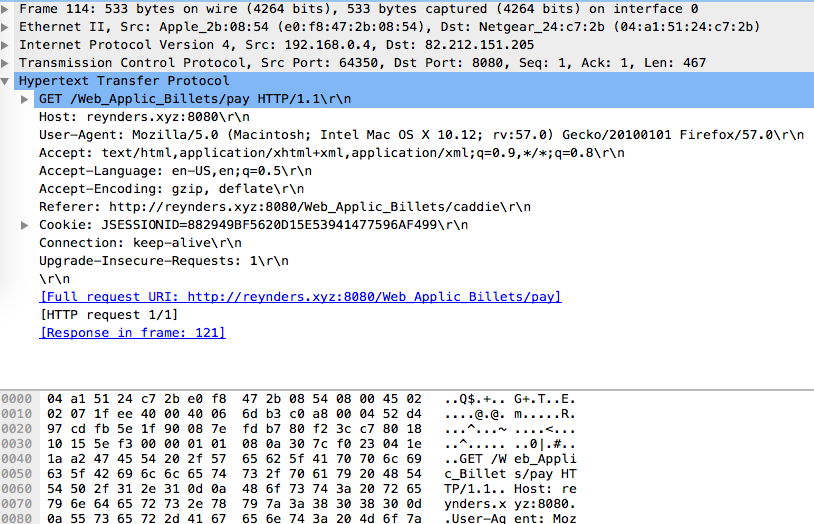 Frame 114: 533 bytes on wire (4264 bits), 533 bytes captured (4264 bits) on interface 0
Ethernet II, Src: Apple_2b:08:54 (e0:f8:47:2b:08:54), Dst: Netgear_24:c7:2b (04:a1:51:24:c7:2b)
Internet Protocol Version 4, Src: 192.168.0.4, Dst: 82.212.151.205
Transmission Control Protocol, Src Port: 64350, Dst Port: 8080, Seq: 1, Ack: 1, Len: 467
Hypertext Transfer Protocol
GET /Web_Applic_Billets/pay HTTP/1.1\r\n
Host: reynders.xyz:8080\r\n
User-Agent: Mozilla/5.0 (Macintosh; Intel Mac OS X 10.12; rv:57.0) Gecko/20100101 Firefox/57.0\r\n
Accept: text/html,application/xhtml+xml,application/xml;q=0.9,*/*;q=0.8\r\n
Accept-Language: en-US,en;q=0.5\r\n
Accept-Encoding: gzip, deflate\r\n
Referer: http://reynders.xyz:8080/Web_Applic_Billets/caddie\r\n
Cookie: JSESSIONID=882949BF5620D15E53941477596AF499\r\n
Connection: keep-alive\r\n
Upgrade-Insecure-Requests: 1\r\n
\r\n
[Full request URI: http://reynders.xyz:8080/Web_Applic_Billets/pay]
[HTTP request 1/1]
[Response in frame: 121]
0000 04 a1 51 24 c7 2b e0 f8 47 2b 08 54 08 00 45 02 ..Q$.+.. G+.T..E.
0010 02 07 1f ee 40 00 40 06 6d b3 c0 a8 00 04 52 d4 ....@.@. m.....R.
0020 97 cd fb 5e 1f 90 08 7e fd b7 80 f2 3c c7 80 18 ...^...~ ....<...
0030 10 15 5e f3 00 00 01 01 08 0a 30 7c f0 23 04 1e ..^..... ..0|.#..
0040 1a a2 47 45 54 20 2f 57 65 62 5f 41 70 70 6c 69 ..GET /W eb_Appli
0050 63 5f 42 69 6c 6c 65 74 73 2f 70 61 79 20 48 54 c_Billet s/pay HT
0060 54 50 2f 31 2e 31 0d 0a 48 6f 73 74 3a 20 72 65 TP/1.1.. Host: re
0070 79 6e 64 65 72 73 2e 78 79 7a 3a 38 30 38 30 0d ynders.x yz:8080.
0080 0a 55 73 65 72 2d 41 67 65 6e 74 3a 20 4d 6f 7a .User-Ag ent: Moz